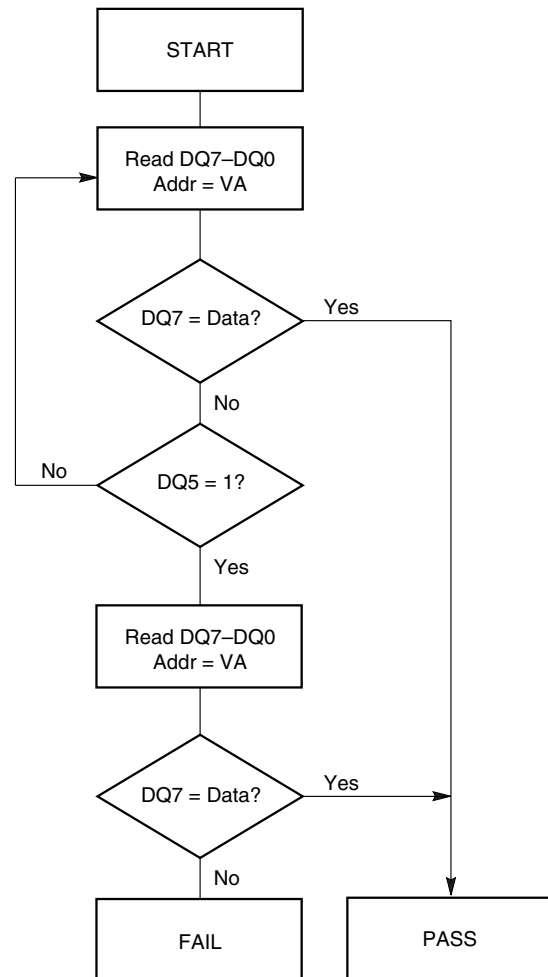 START
Read DQ7–DQ0
Addr = VA
DQ7 = Data?
Yes
No
No
DQ5 = 1?
Yes
Read DQ7–DQ0
Addr = VA
DQ7 = Data?
Yes
No
FAIL
PASS